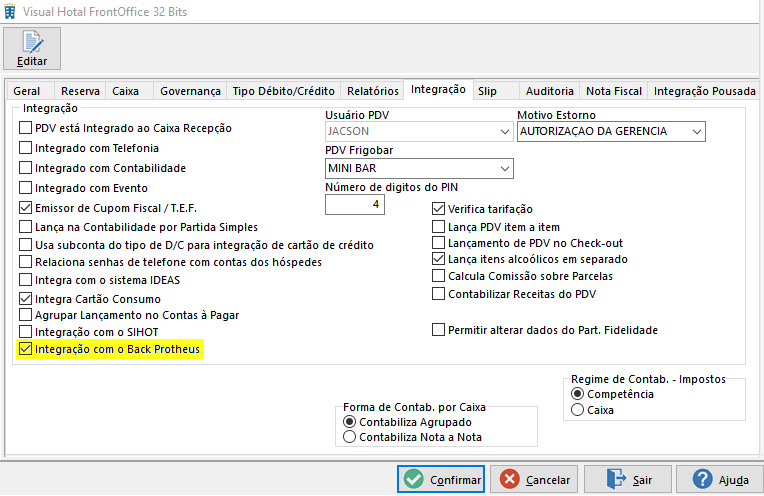 Visual Hotal FrontOffice 32 Bits
Editar
Geral Reserva Caixa Governança Tipo Débito/Crédito Relatórios Integração Slip Auditoria Nota Fiscal Integração Pousada
Integração
PDV está Integrado ao Caixa Recepção
Integrado com Telefonia
Integrado com Contabilidade
Integrado com Evento
Emissor de Cupom Fiscal / T.E.F.
Lança na Contabilidade por Partida Simples
Usa subconta do tipo de D/C para integração de cartão de crédito
Relaciona senhas de telefone com contas dos hóspedes
Integra com o sistema IDEAS
Integra Cartão Consumo
Agrupar Lançamento no Contas à Pagar
Integração com o SIHOT
Integração com o Back Protheus
Usuário PDV
JACSON
PDV Frigobar
MINI BAR
Número de digitos do PIN
4
Motivo Estorno
AUTORIZAÇAO DA GERENCIA
Verifica tarifação
Lança PDV item a item
Lançamento de PDV no Check-out
Lança itens alcoólicos em separado
Calcula Comissão sobre Parcelas
Contabilizar Receitas do PDV
Permitir alterar dados do Part. Fidelidade
Forma de Contab. por Caixa
Contabiliza Agrupado
Contabiliza Nota a Nota
Regime de Contab. - Impostos
Competência
Caixa
Confirmar Cancelar Sair Ajuda